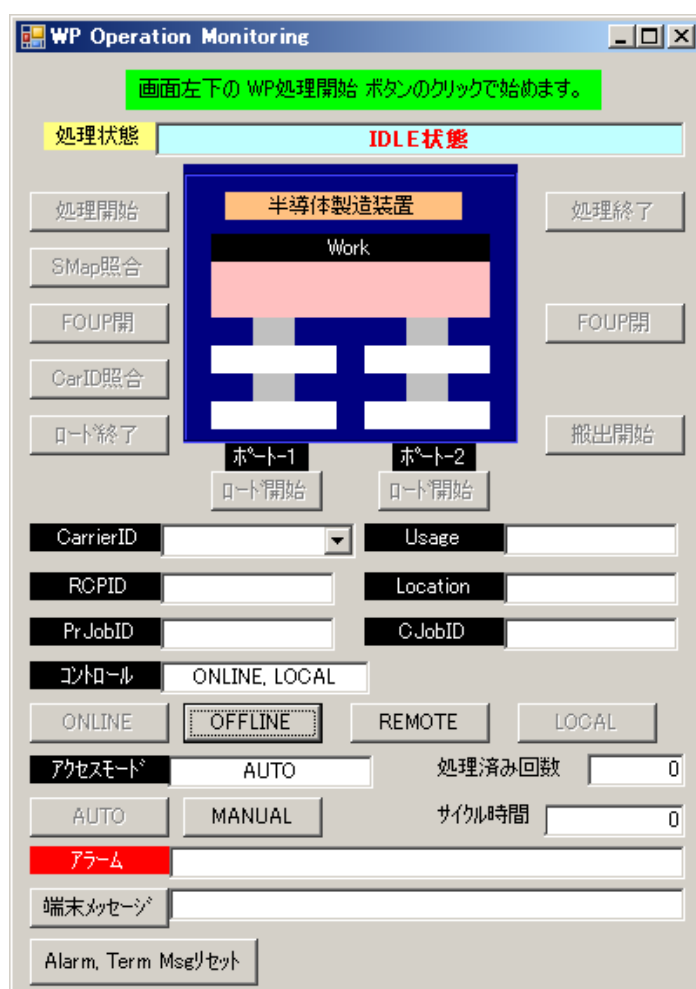 WP Operation Monitoring
画面左下の WP処理開始 ボタンのクリックで始めます。
処理状態 IDLE状態
処理開始 半導体製造装置 処理終了
Work
SMap照合
FOUP開 FOUP閉
CarID照合
ロード終了 搬出開始
ポート-1 ポート-2
ロード開始 ロード開始
CarrierID Usage
RCPID Location
PrJobID CJobID
コントロール ONLINE, LOCAL
ONLINE OFFLINE REMOTE LOCAL
アクセスモード AUTO 処理済み回数 0
AUTO MANUAL サイクル時間 0
アラーム
端末メッセージ
Alarm, Term Msgリセット